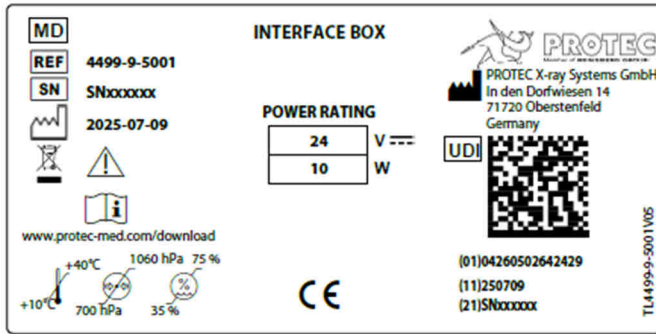 MD
INTERFACE BOX
PROTEC
REF 4499-9-5001
PROTEC X-ray Systems GmbH
SN SNxxxxxx
In den Dorfwiesen 14
2025-07-09
71720 Oberstenfeld
Germany
POWER RATING
24 V
10 W
UDI
i
www.protec-med.com/download
+40°C
1060 hPa
75 %
%
+10°C
700 hPa
35 %
CE
(01)04260502642429
(11)250709
(21)SNxxxxxx
TL4499-9-5001V05